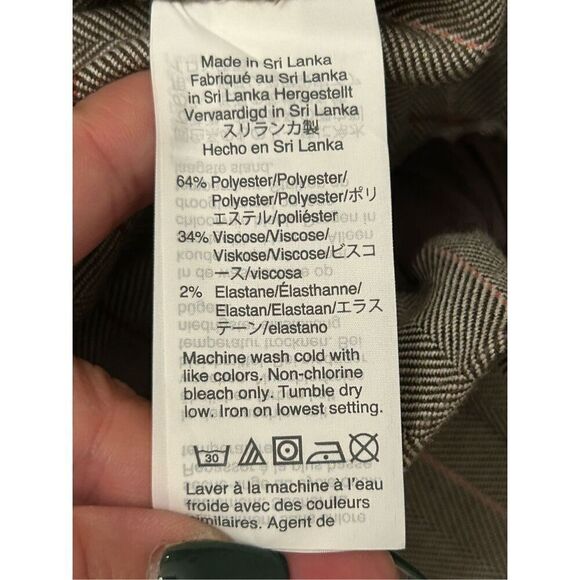 Made in Sri Lanka
Fabriqué au Sri Lanka
in Sri Lanka Hergestellt
Vervaardigd in Sri Lanka
スリランカ製
Hecho en Sri Lanka
64% Polyester/Polyester/
Polyester/Polyester/ポリ
エステル/poliéster
34% Viscose/Viscose/
Viskose/Viscose/ビスコ
ース/viscosa
2% Elastane/Élasthanne/
Elastan/Elastaan/エラス
テーン/elastano
Machine wash cold with
like colors. Non-chlorine
bleach only. Tumble dry
low. Iron on lowest setting.
30
Laver à la machine à l'eau
froide avec des couleurs
similaires. Agent de